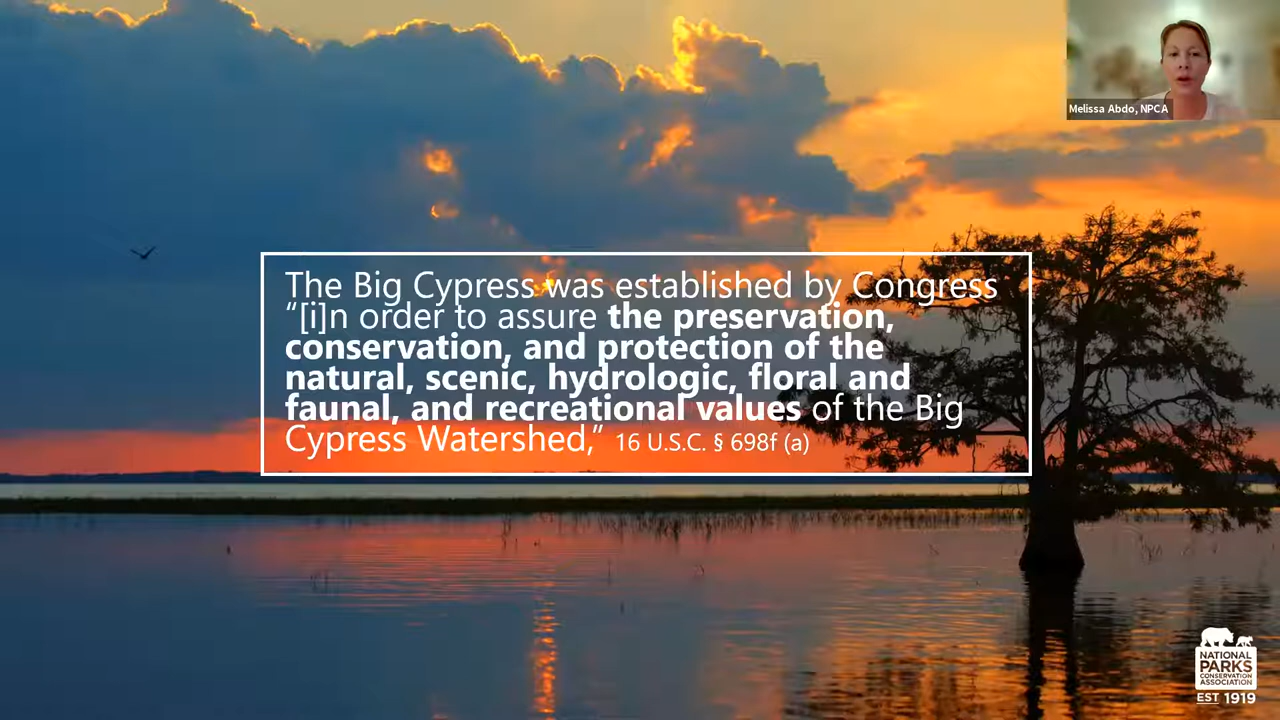 Melissa Abdo, NPCA
The Big Cypress was established by Congress
“[i]n order to assure the preservation,
conservation, and protection of the
natural, scenic, hydrologic, floral and
faunal, and recreational values of the Big
Cypress Watershed,” 16 U.S.C. § 698f (a)
NATIONAL
PARKS
CONSERVATION
ASSOCIATION
EST 1919